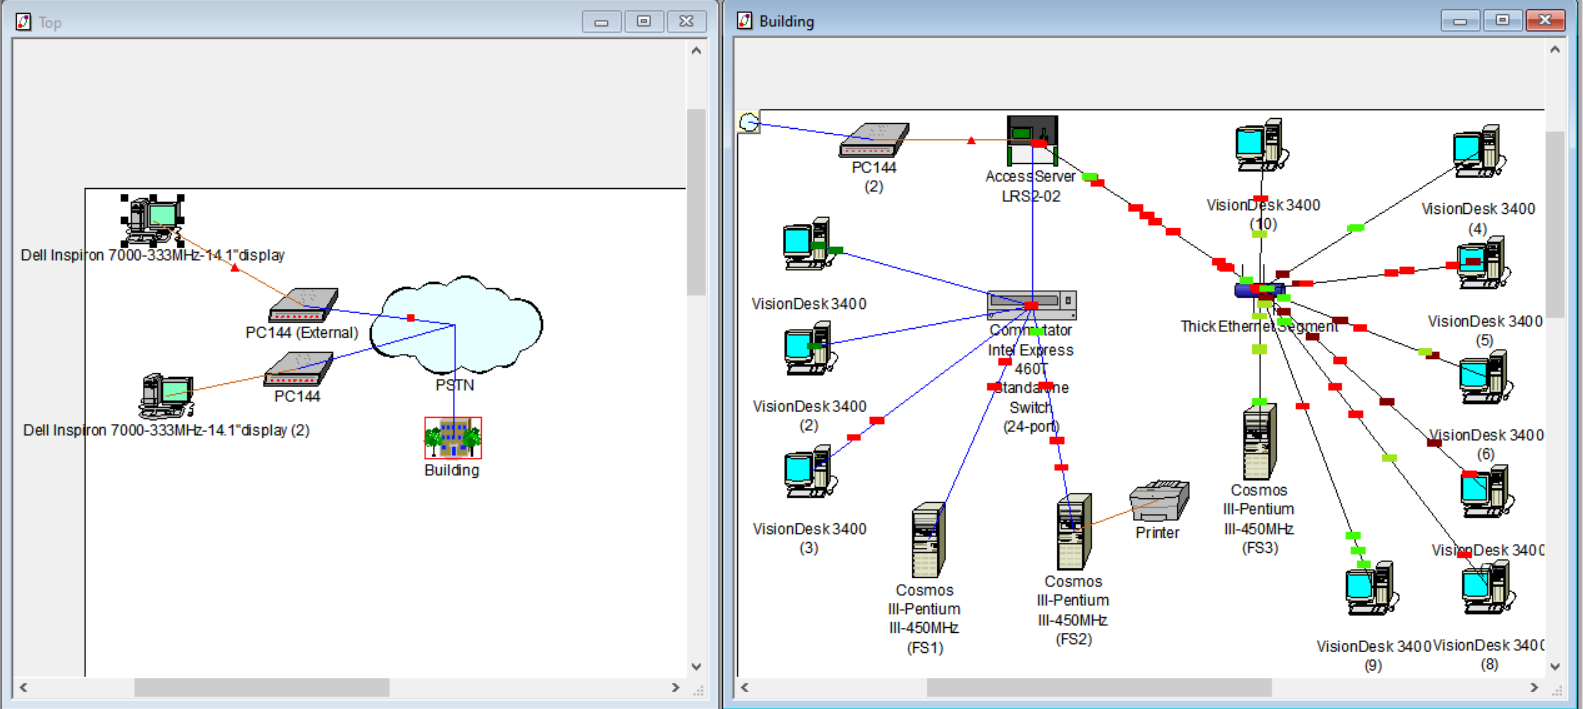 Top
Dell Inspiron 7000-333MHz-14.1"display
PC144 (External)
PSTN
PC144
Dell Inspiron 7000-333MHz-14.1"display (2)
Building
Building
PC144
(2)
AccessServer
LRS2-02
VisionDesk 3400
(10)
VisionDesk 3400
(4)
VisionDesk 3400
Commutator
Intel Express
460T
Standalone
Switch
(24-port)
Thick Ethernet Segment
VisionDesk 3400
(5)
VisionDesk 3400
(2)
VisionDesk 3400
(6)
VisionDesk 3400
(3)
Cosmos
III-Pentium
III-450MHz
(FS1)
Cosmos
III-Pentium
III-450MHz
(FS2)
Printer
Cosmos
III-Pentium
III-450MHz
(FS3)
VisionDesk 3400
VisionDesk 3400
(9)
VisionDesk 3400
(8)